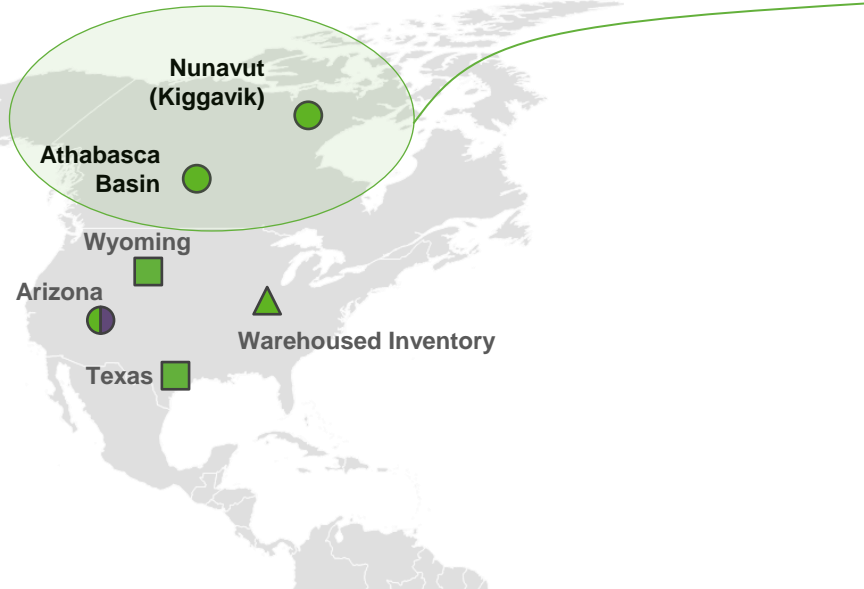 Nunavut
(Kiggavik)
Athabasca
Basin
Wyoming
Arizona
Warehoused Inventory
Texas